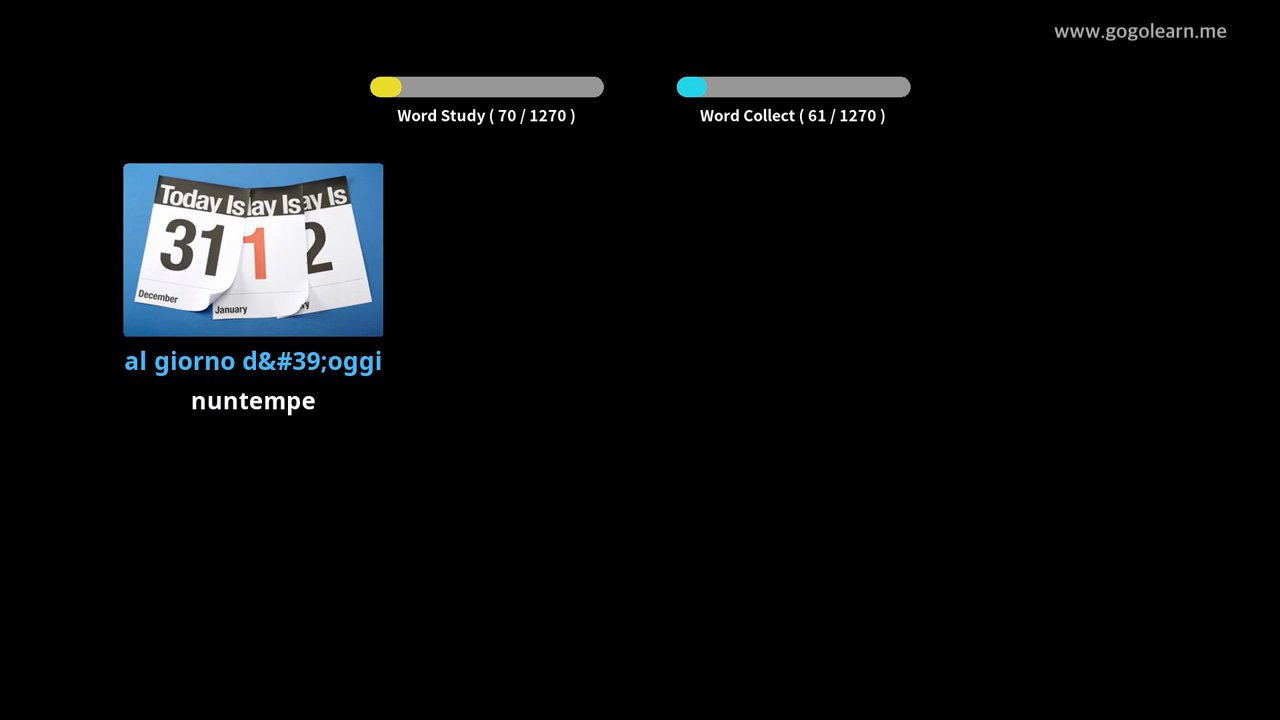 www.gogolearn.me
Word Study ( 70 / 1270 )
Word Collect ( 61 / 1270 )
Today Is
ay Is
ay Is
31
1
2
December
January
ry
al giorno d&#39;oggi
nuntempe